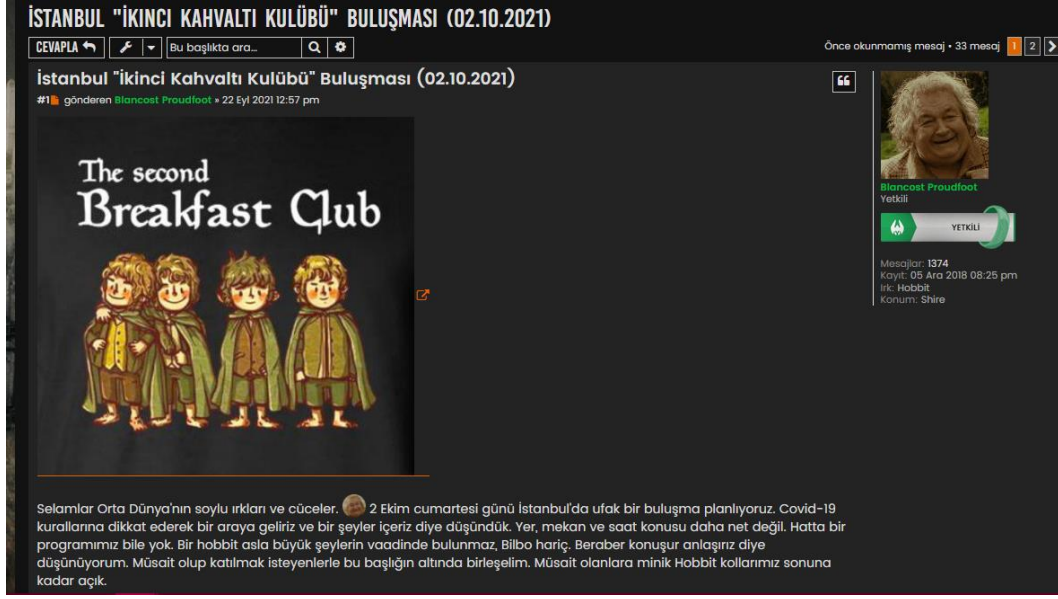 İSTANBUL "İKINCI KAHVALTI KULÜBÜ" BULUŞMASI (02.10.2021)
CEVAPLA
Bu başlıkta ara...
Önce okunmamış mesaj • 33 mesaj 1 2
İstanbul "İkinci Kahvaltı Kulübü" Buluşması (02.10.2021)
#1 gönderen Blancost Proudfoot » 22 Eyl 2021 12:57 pm
The second
Breakfast Club
Blancost Proudfoot
Yetkili
YETKİLİ
Mesajlar: 1374
Kayıt: 05 Ara 2018 08:25 pm
Irk: Hobbit
Konum: Shire
Selamlar Orta Dünya'nın soylu ırkları ve cüceler. 2 Ekim cumartesi günü İstanbul'da ufak bir buluşma planlıyoruz. Covid-19
kurallarına dikkat ederek bir araya geliriz ve bir şeyler içeriz diye düşündük. Yer, mekan ve saat konusu daha net değil. Hatta bir
programımız bile yok. Bir hobbit asla büyük şeylerin vaadinde bulunmaz, Bilbo hariç. Beraber konuşur anlaşırız diye
düşünüyorum. Müsait olup katılmak isteyenlerle bu başlığın altında birleşelim. Müsait olanlara minik Hobbit kollarımız sonuna
kadar açık.